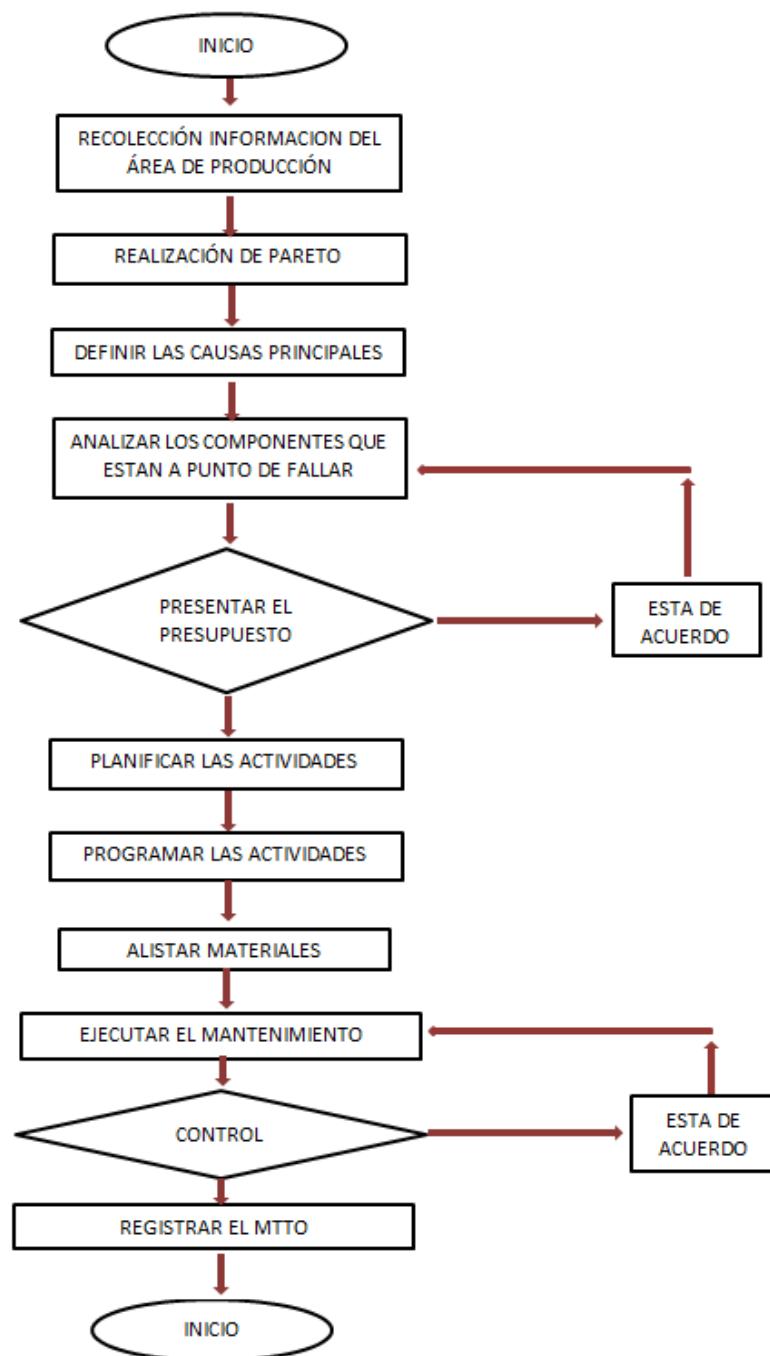 INICIO
RECOLECCIÓN INFORMACION DEL
ÁREA DE PRODUCCIÓN
REALIZACIÓN DE PARETO
DEFINIR LAS CAUSAS PRINCIPALES
ANALIZAR LOS COMPONENTES QUE
ESTAN A PUNTO DE FALLAR
PRESENTAR EL
PRESUPUESTO
ESTA DE
ACUERDO
PLANIFICAR LAS ACTIVIDADES
PROGRAMAR LAS ACTIVIDADES
ALISTAR MATERIALES
EJECUTAR EL MANTENIMIENTO
CONTROL
ESTA DE
ACUERDO
REGISTRAR EL MTTO
INICIO